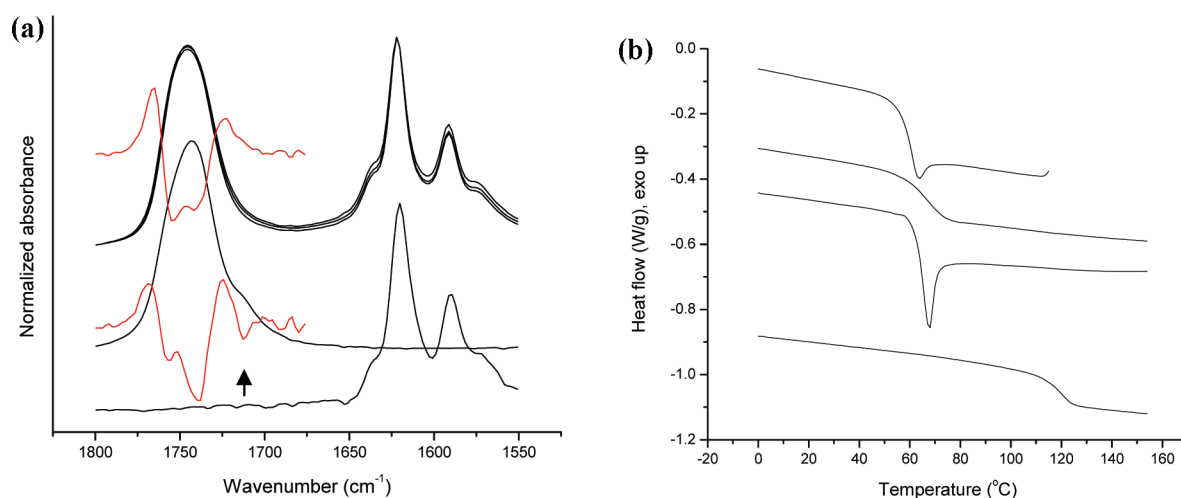 (a)
Normalized absorbance
1800 1750 1700 1650 1600 1550
Wavenumber (cm⁻¹)
(b)
Heat flow (W/g), exo up
0.0
-0.2
-0.4
-0.6
-0.8
-1.0
-1.2
-20 0 20 40 60 80 100 120 140 160
Temperature (°C)